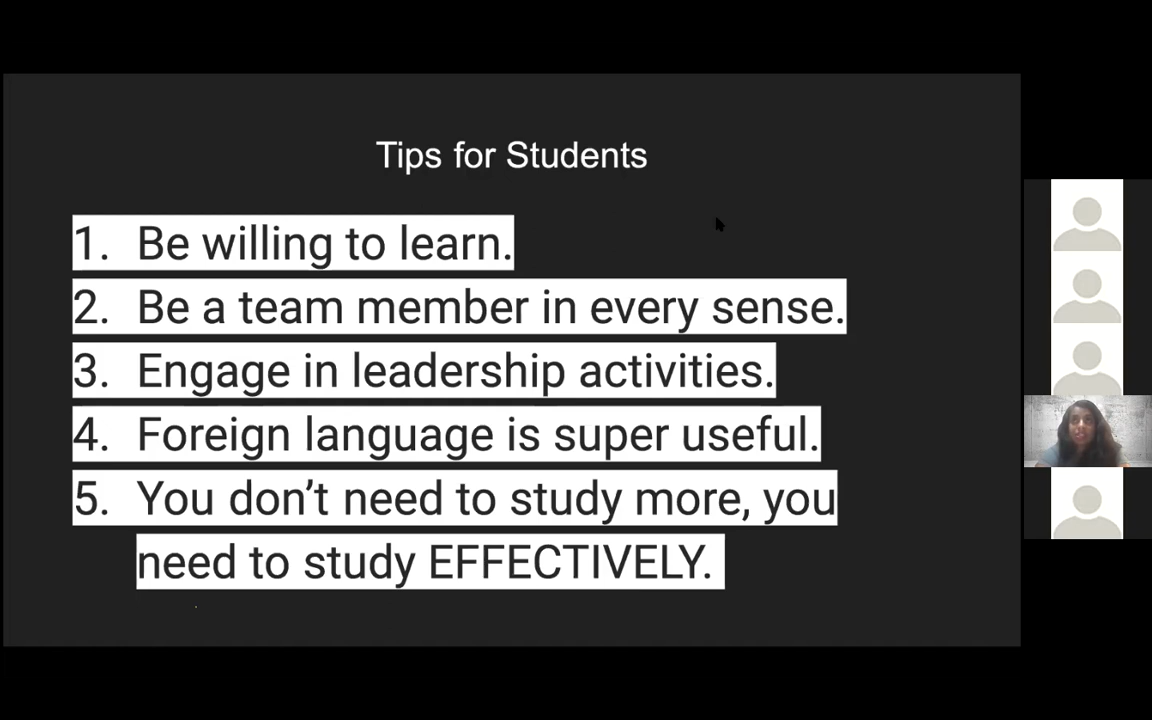 Tips for Students
1. Be willing to learn.
2. Be a team member in every sense.
3. Engage in leadership activities.
4. Foreign language is super useful.
5. You don’t need to study more, you
need to study EFFECTIVELY.